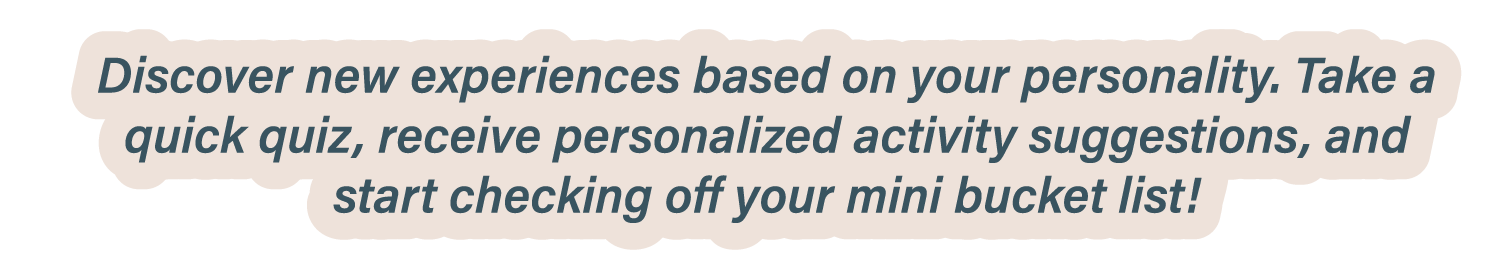 Discover new experiences based on your personality. Take a
quick quiz, receive personalized activity suggestions, and
start checking off your mini bucket list!